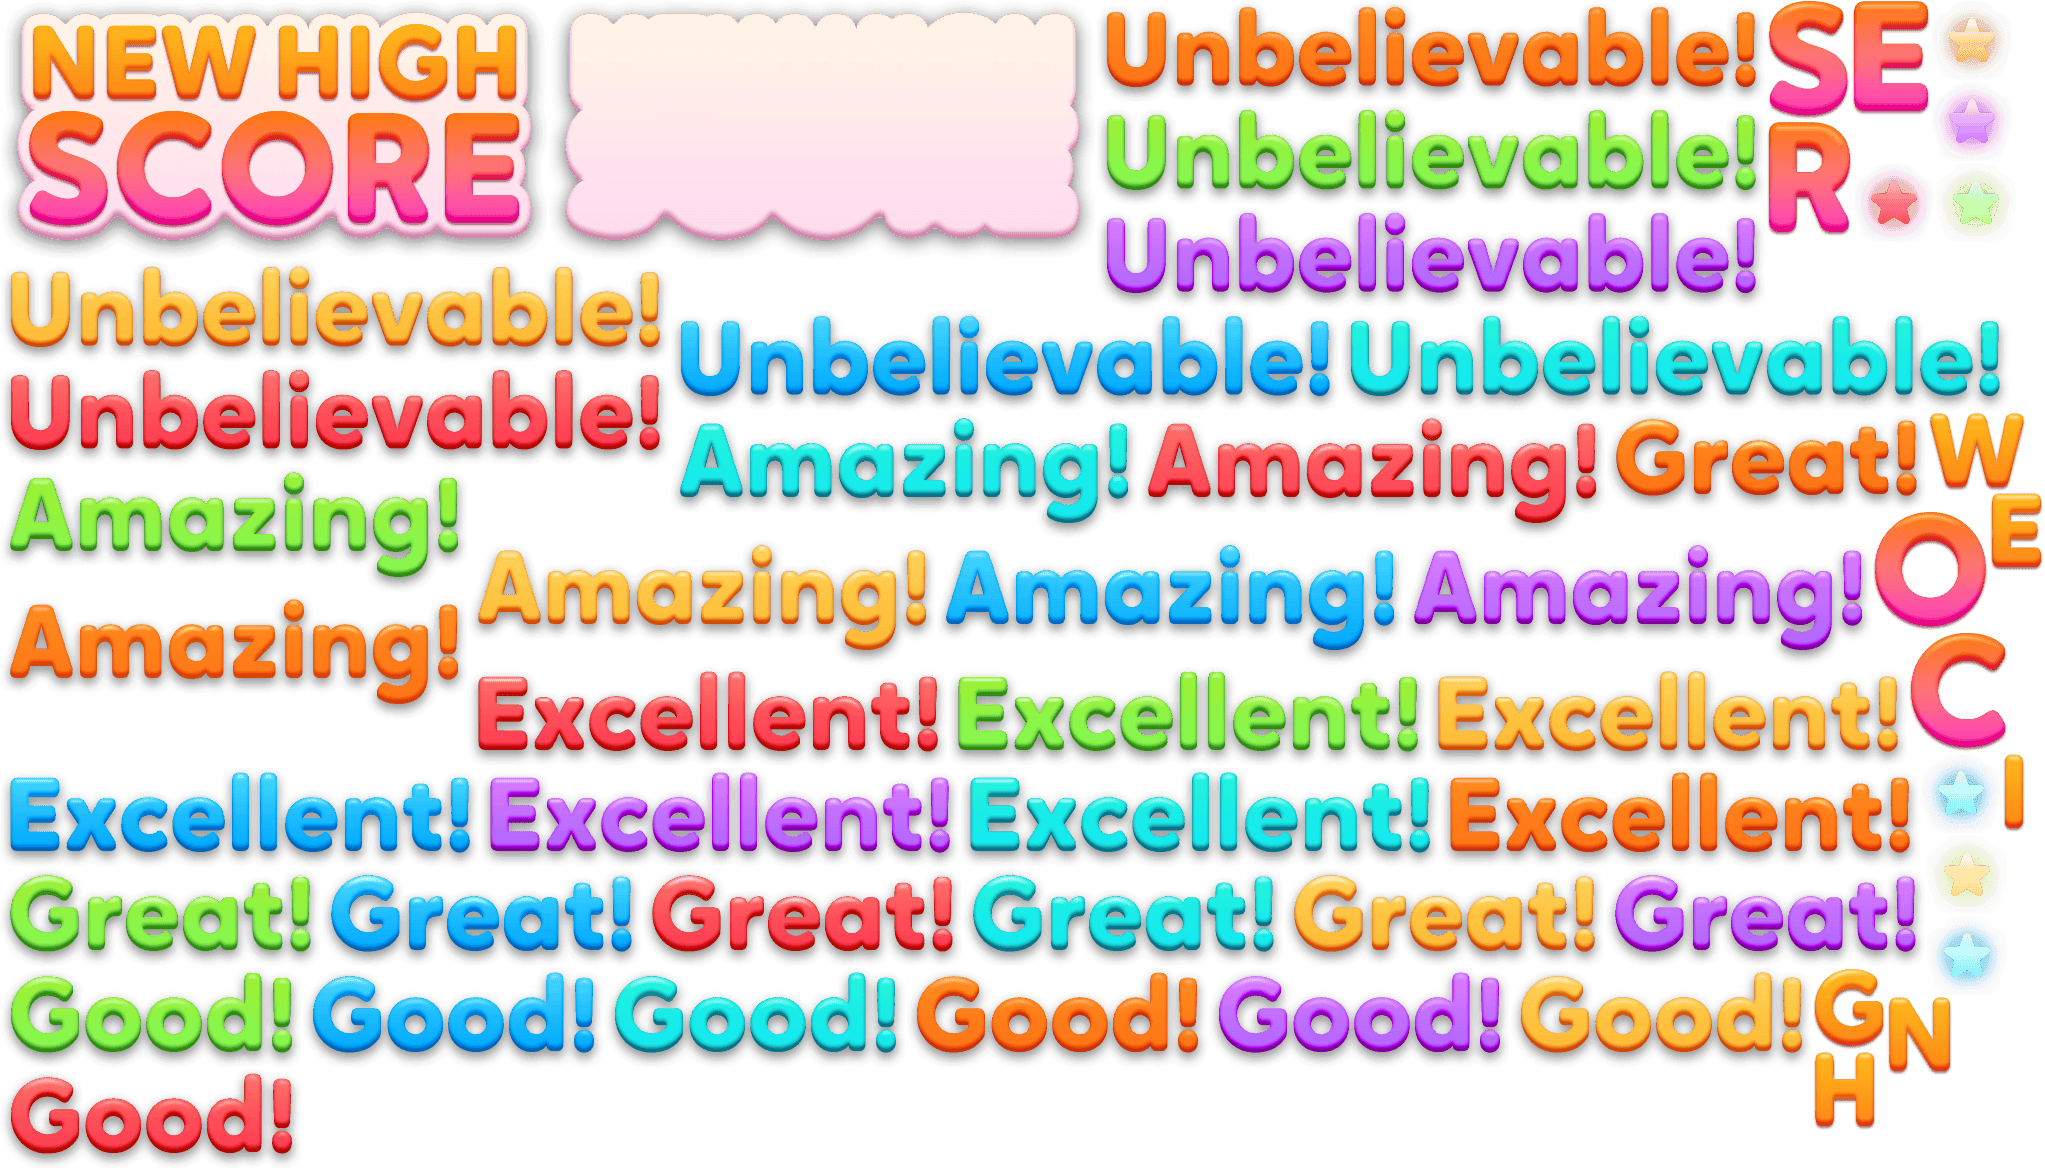 NEW HIGH
SCORE
Unbelievable!
SE
Unbelievable!
R
Unbelievable!
Unbelievable!
Unbelievable! Unbelievable!
Unbelievable!
Amazing! Amazing! Great! W
Amazing!
E
O
Amazing! Amazing! Amazing!
Amazing!
C
Excellent! Excellent! Excellent!
I
Excellent! Excellent! Excellent! Excellent!
Great! Great! Great! Great! Great! Great!
Good! Good! Good! Good! Good! Good! G
N
H
Good!